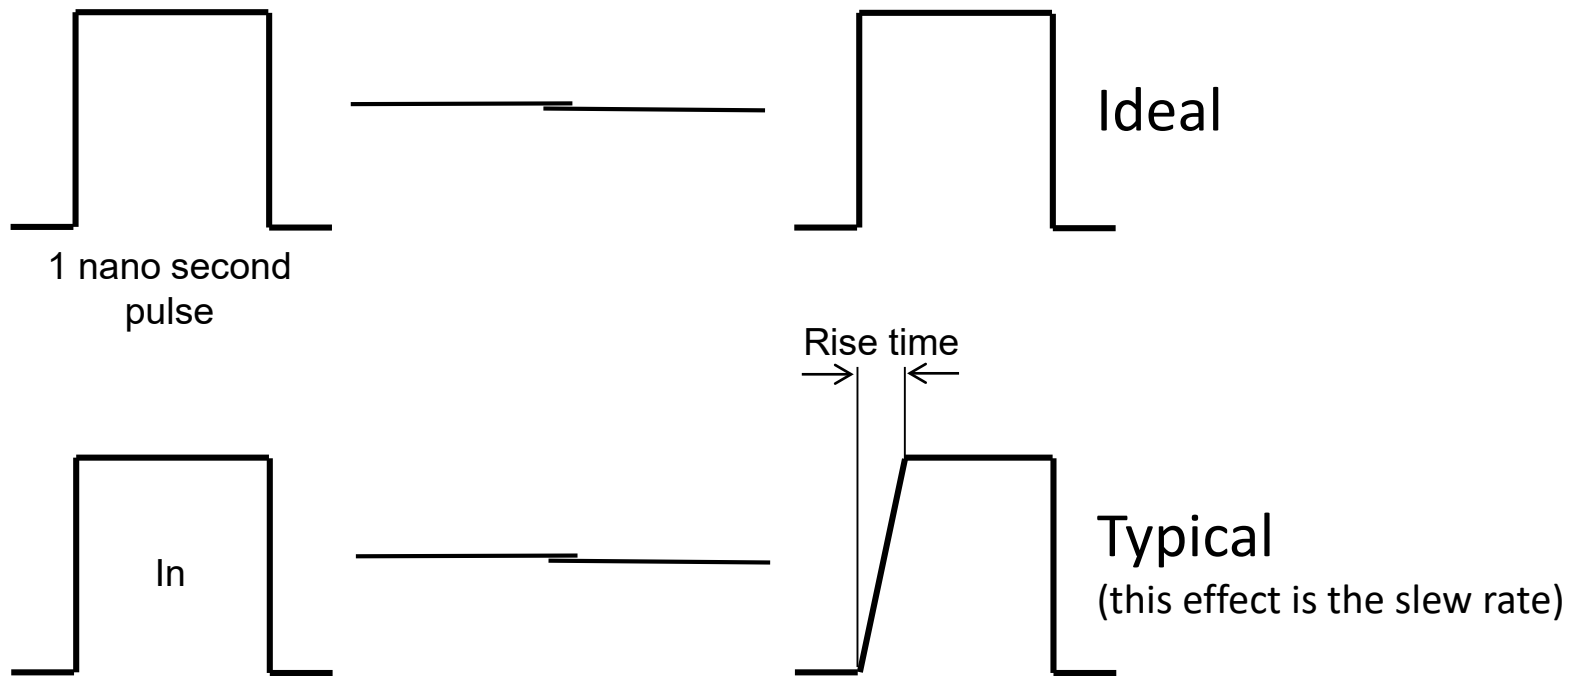 Ideal
1 nano second
pulse
Rise time
In
Typical
(this effect is the slew rate)